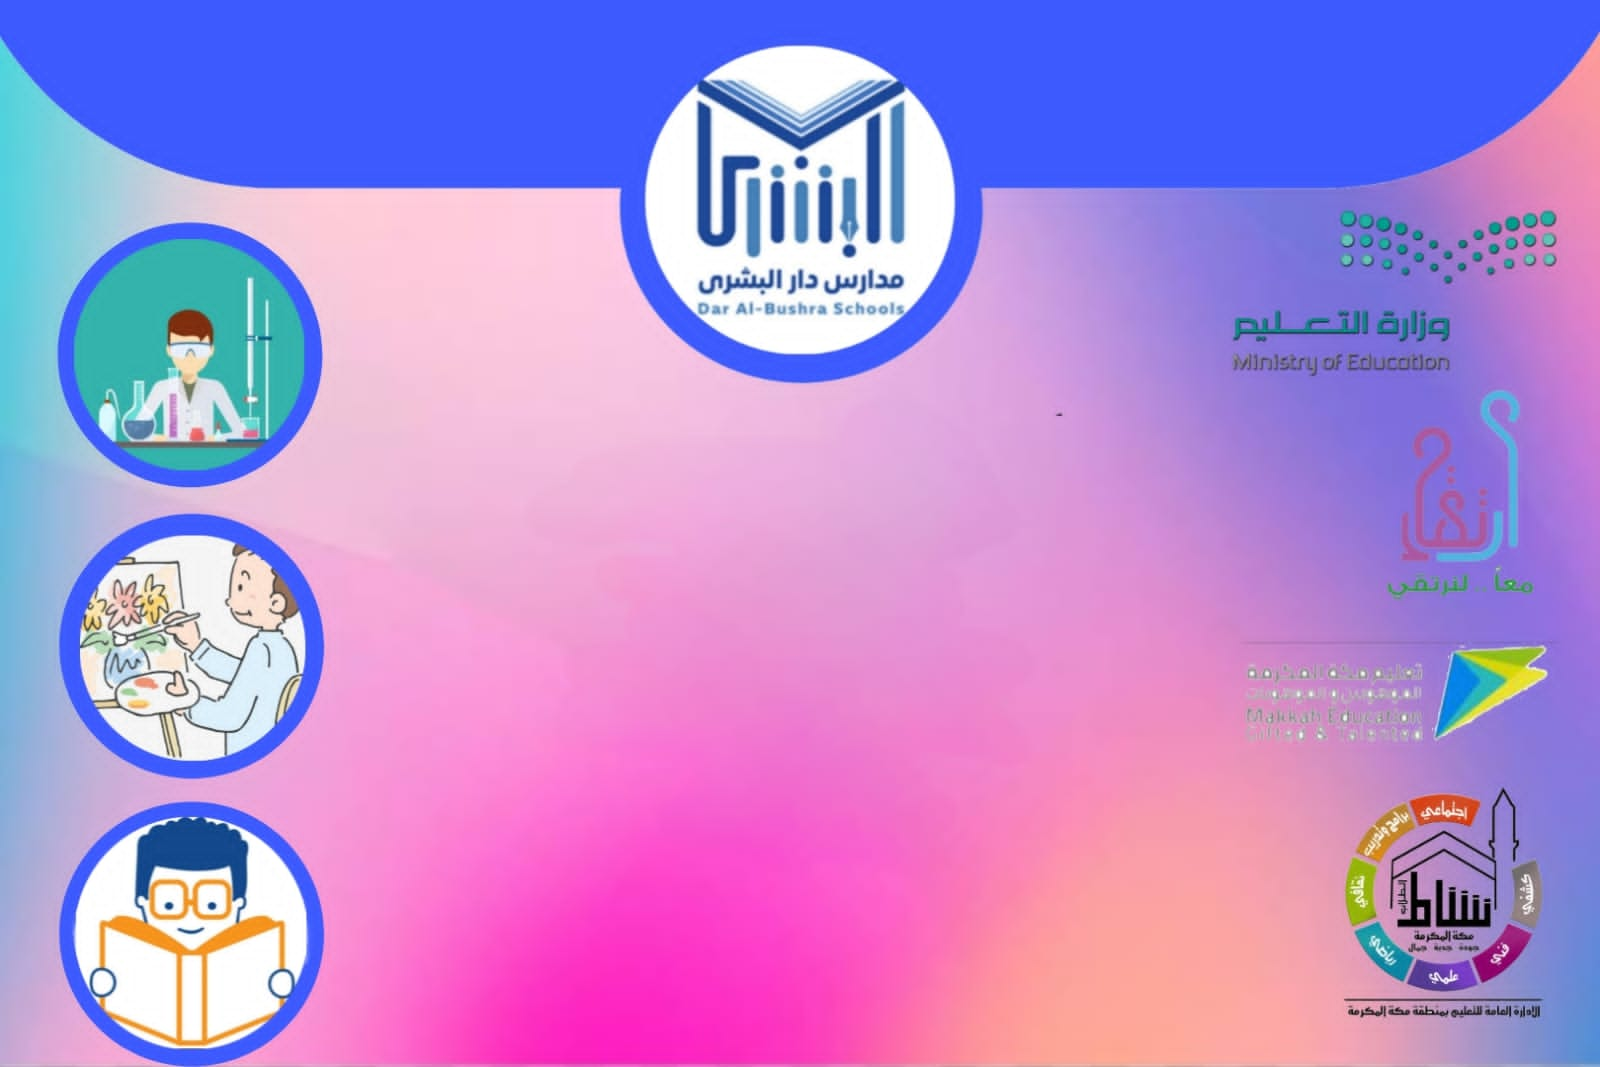 البشرى
مدارس دار البشرى
Dar Al-Bushra Schools
وزارة التعليم
Ministry of Education
ارتقاء
معاً .. لنرتقي
تعليم مكة المكرمة
الموهوبين و الموهوبات
Makkah Education
Gifted & Talented
اجتماعي
برامج وتدريب
ثقافي
رياضي
علمي
فني
كشفي
نشاط
الطلاب
مكة المكرمة
جودة جدية جمال
الإدارة العامة للتعليم بمنطقة مكة المكرمة